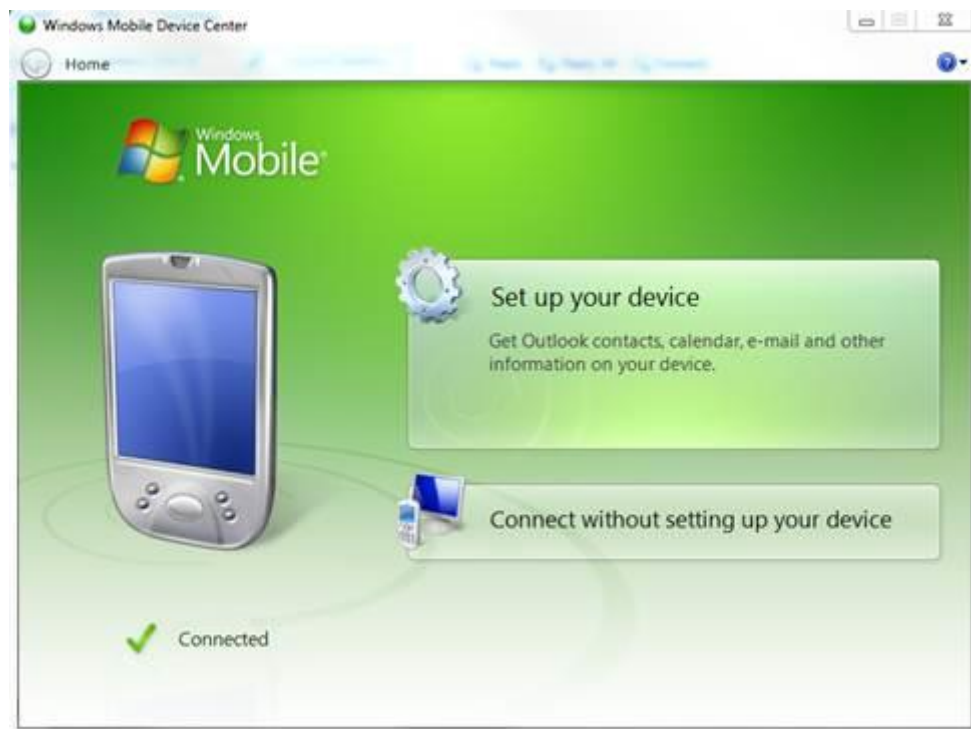 Windows Mobile Device Center
Home
Windows
Mobile®
Set up your device
Get Outlook contacts, calendar, e-mail and other
information on your device.
Connect without setting up your device
Connected